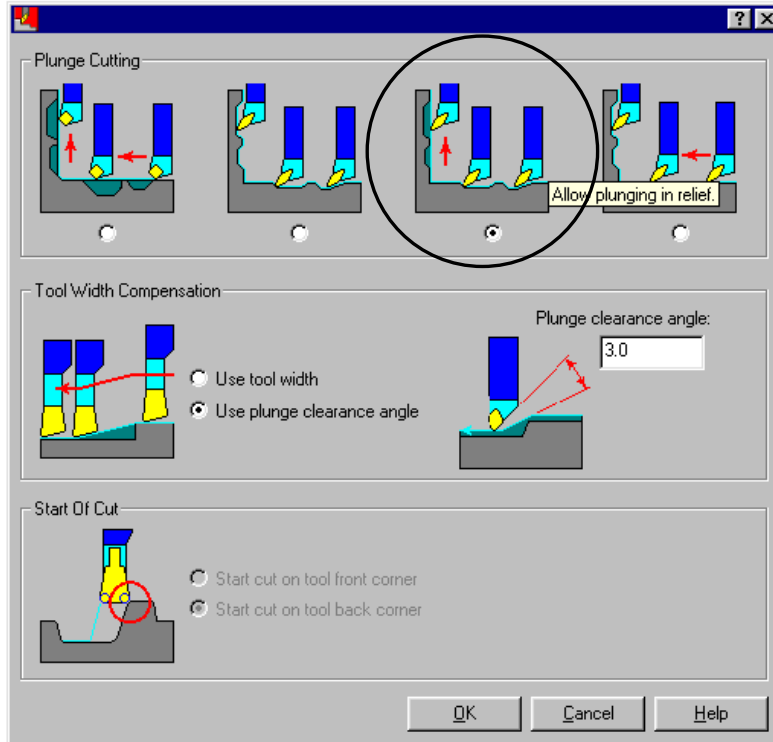 Plunge Cutting
Allow plunging in relief.
Tool Width Compensation
Use tool width
Use plunge clearance angle
Plunge clearance angle:
3.0
Start Of Cut
Start cut on tool front corner
Start cut on tool back corner
OK
Cancel
Help